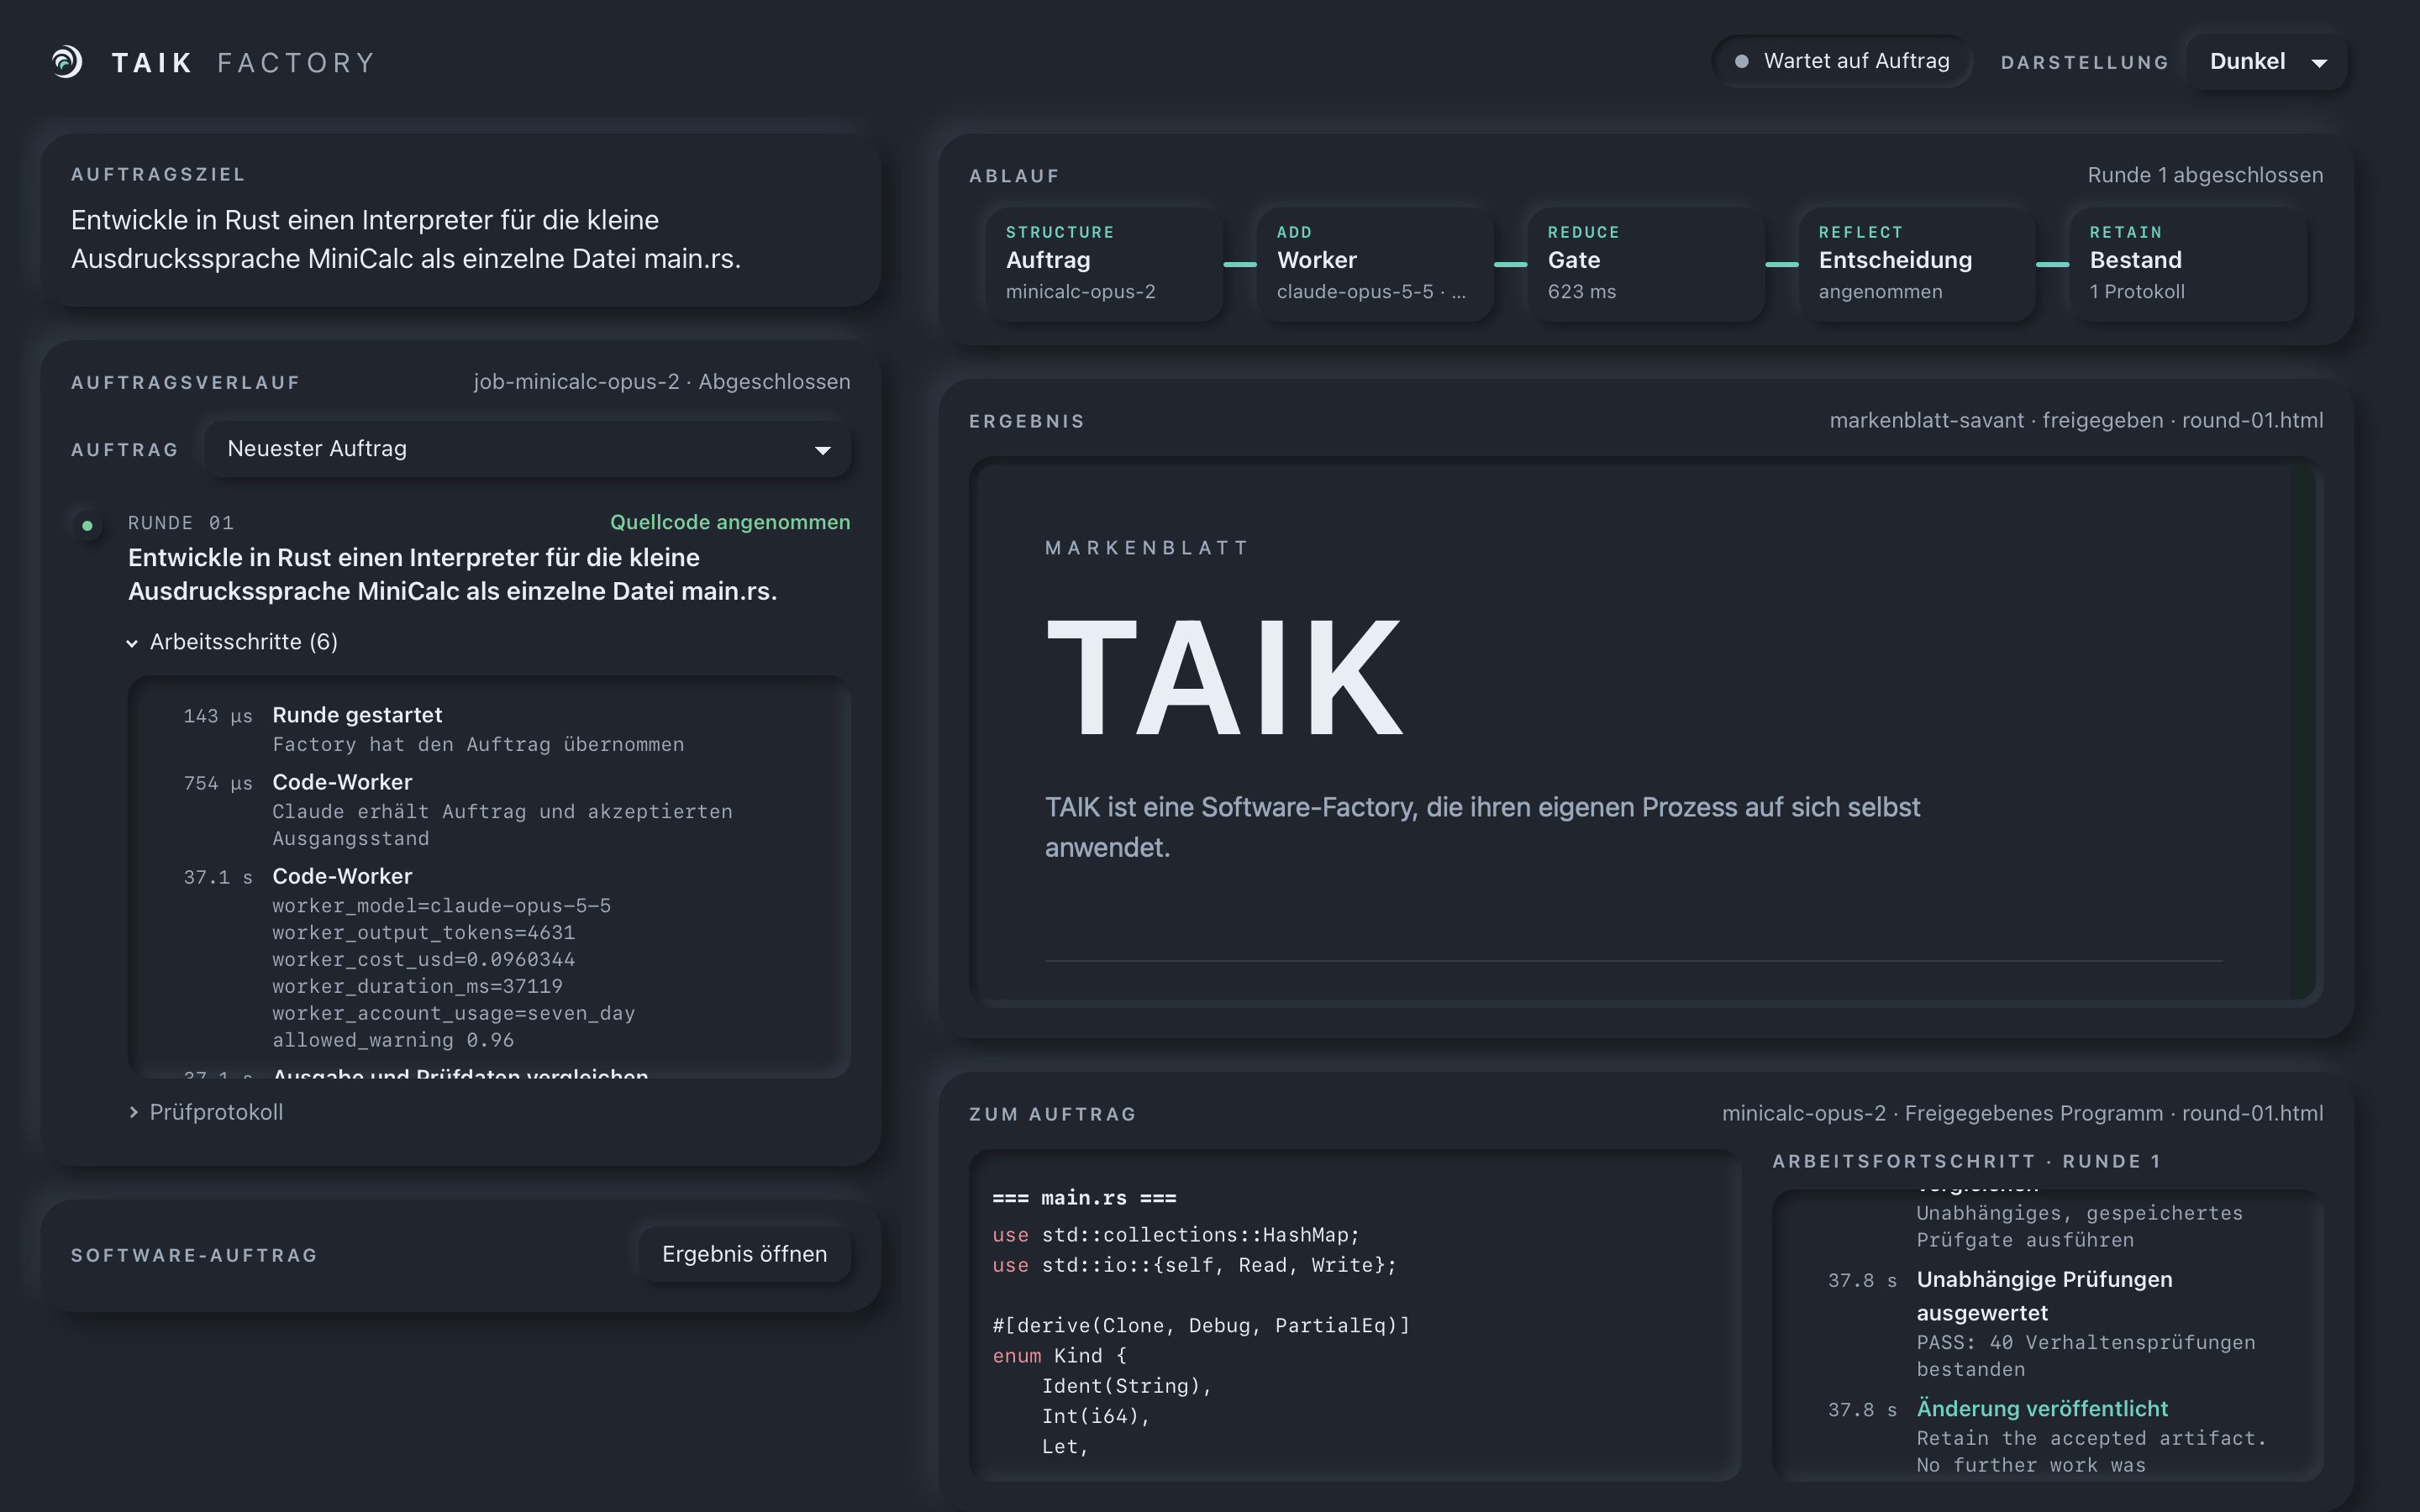 TAIK FACTORY
Wartet auf Auftrag
DARSTELLUNG
Dunkel
AUFTRAGSZIEL
Entwickle in Rust einen Interpreter für die kleine
Ausdruckssprache MiniCalc als einzelne Datei main.rs.
AUFTRAGSVERLAUF
job-minicalc-opus-2 · Abgeschlossen
AUFTRAG
Neuester Auftrag
RUNDE 01
Quellcode angenommen
Entwickle in Rust einen Interpreter für die kleine
Ausdruckssprache MiniCalc als einzelne Datei main.rs.
Arbeitsschritte (6)
143 µs Runde gestartet
Factory hat den Auftrag übernommen
754 µs Code-Worker
Claude erhält Auftrag und akzeptierten
Ausgangsstand
37.1 s Code-Worker
worker_model=claude-opus-5-5
worker_output_tokens=4631
worker_cost_usd=0.0960344
worker_duration_ms=37119
worker_account_usage=seven_day
allowed_warning 0.96
37.1 s Ausgabe und Prüfdaten vergleichen
Prüfprotokoll
SOFTWARE-AUFTRAG
Ergebnis öffnen
ABLAUF
Runde 1 abgeschlossen
STRUCTURE
Auftrag
minicalc-opus-2
ADD
Worker
claude-opus-5-5 · ...
REDUCE
Gate
623 ms
REFLECT
Entscheidung
angenommen
RETAIN
Bestand
1 Protokoll
ERGEBNIS
markenblatt-savant · freigegeben · round-01.html
MARKENBLATT
TAIK
TAIK ist eine Software-Factory, die ihren eigenen Prozess auf sich selbst
anwendet.
ZUM AUFTRAG
minicalc-opus-2 · Freigegebenes Programm · round-01.html
=== main.rs ===
use std::collections::HashMap;
use std::io::{self, Read, Write};
#[derive(Clone, Debug, PartialEq)]
enum Kind {
Ident(String),
Int(i64),
Let,
ARBEITSFORTSCHRITT · RUNDE 1
vergleichen
Unabhängiges, gespeichertes
Prüfgate ausführen
37.8 s Unabhängige Prüfungen
ausgewertet
PASS: 40 Verhaltensprüfungen
bestanden
37.8 s Änderung veröffentlicht
Retain the accepted artifact.
No further work was